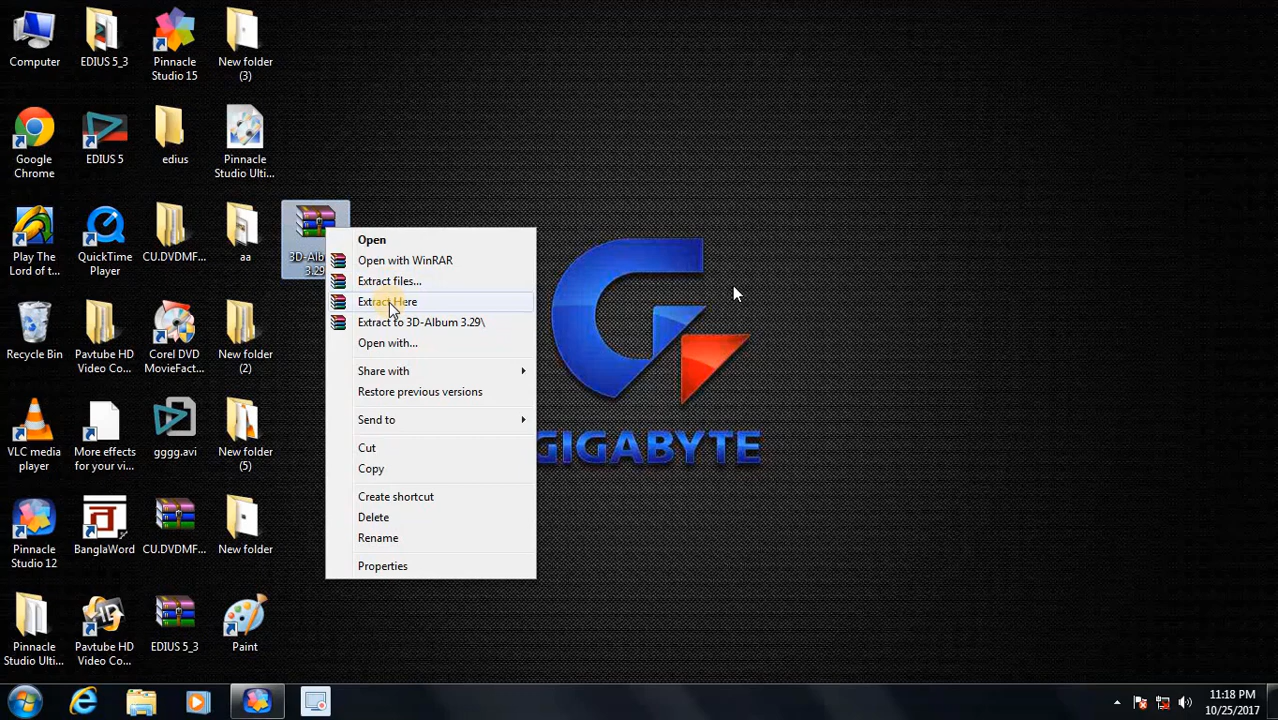 Computer
EDIUS 5_3
Pinnacle
Studio 15
New folder
(3)
Google
Chrome
EDIUS 5
edius
Pinnacle
Studio Ulti...
Play The
Lord of t...
QuickTime
Player
CU.DVDMF...
aa
3.29
Recycle Bin
Pavtube HD
Video Co...
Corel DVD
MovieFact...
New folder
(2)
VLC media
player
More effects
for your vi...
gggg.avi
New folder
(5)
Pinnacle
Studio 12
BanglaWord
CU.DVDMF...
New folder
Pinnacle
Studio Ulti...
Pavtube HD
Video Co...
EDIUS 5_3
Paint
Open
Open with WinRAR
Extract files...
Extract Here
Extract to 3D-Album 3.29\
Open with...
Share with
Restore previous versions
Send to
Cut
Copy
Create shortcut
Delete
Rename
Properties
GIGABYTE
11:18 PM
10/25/2017